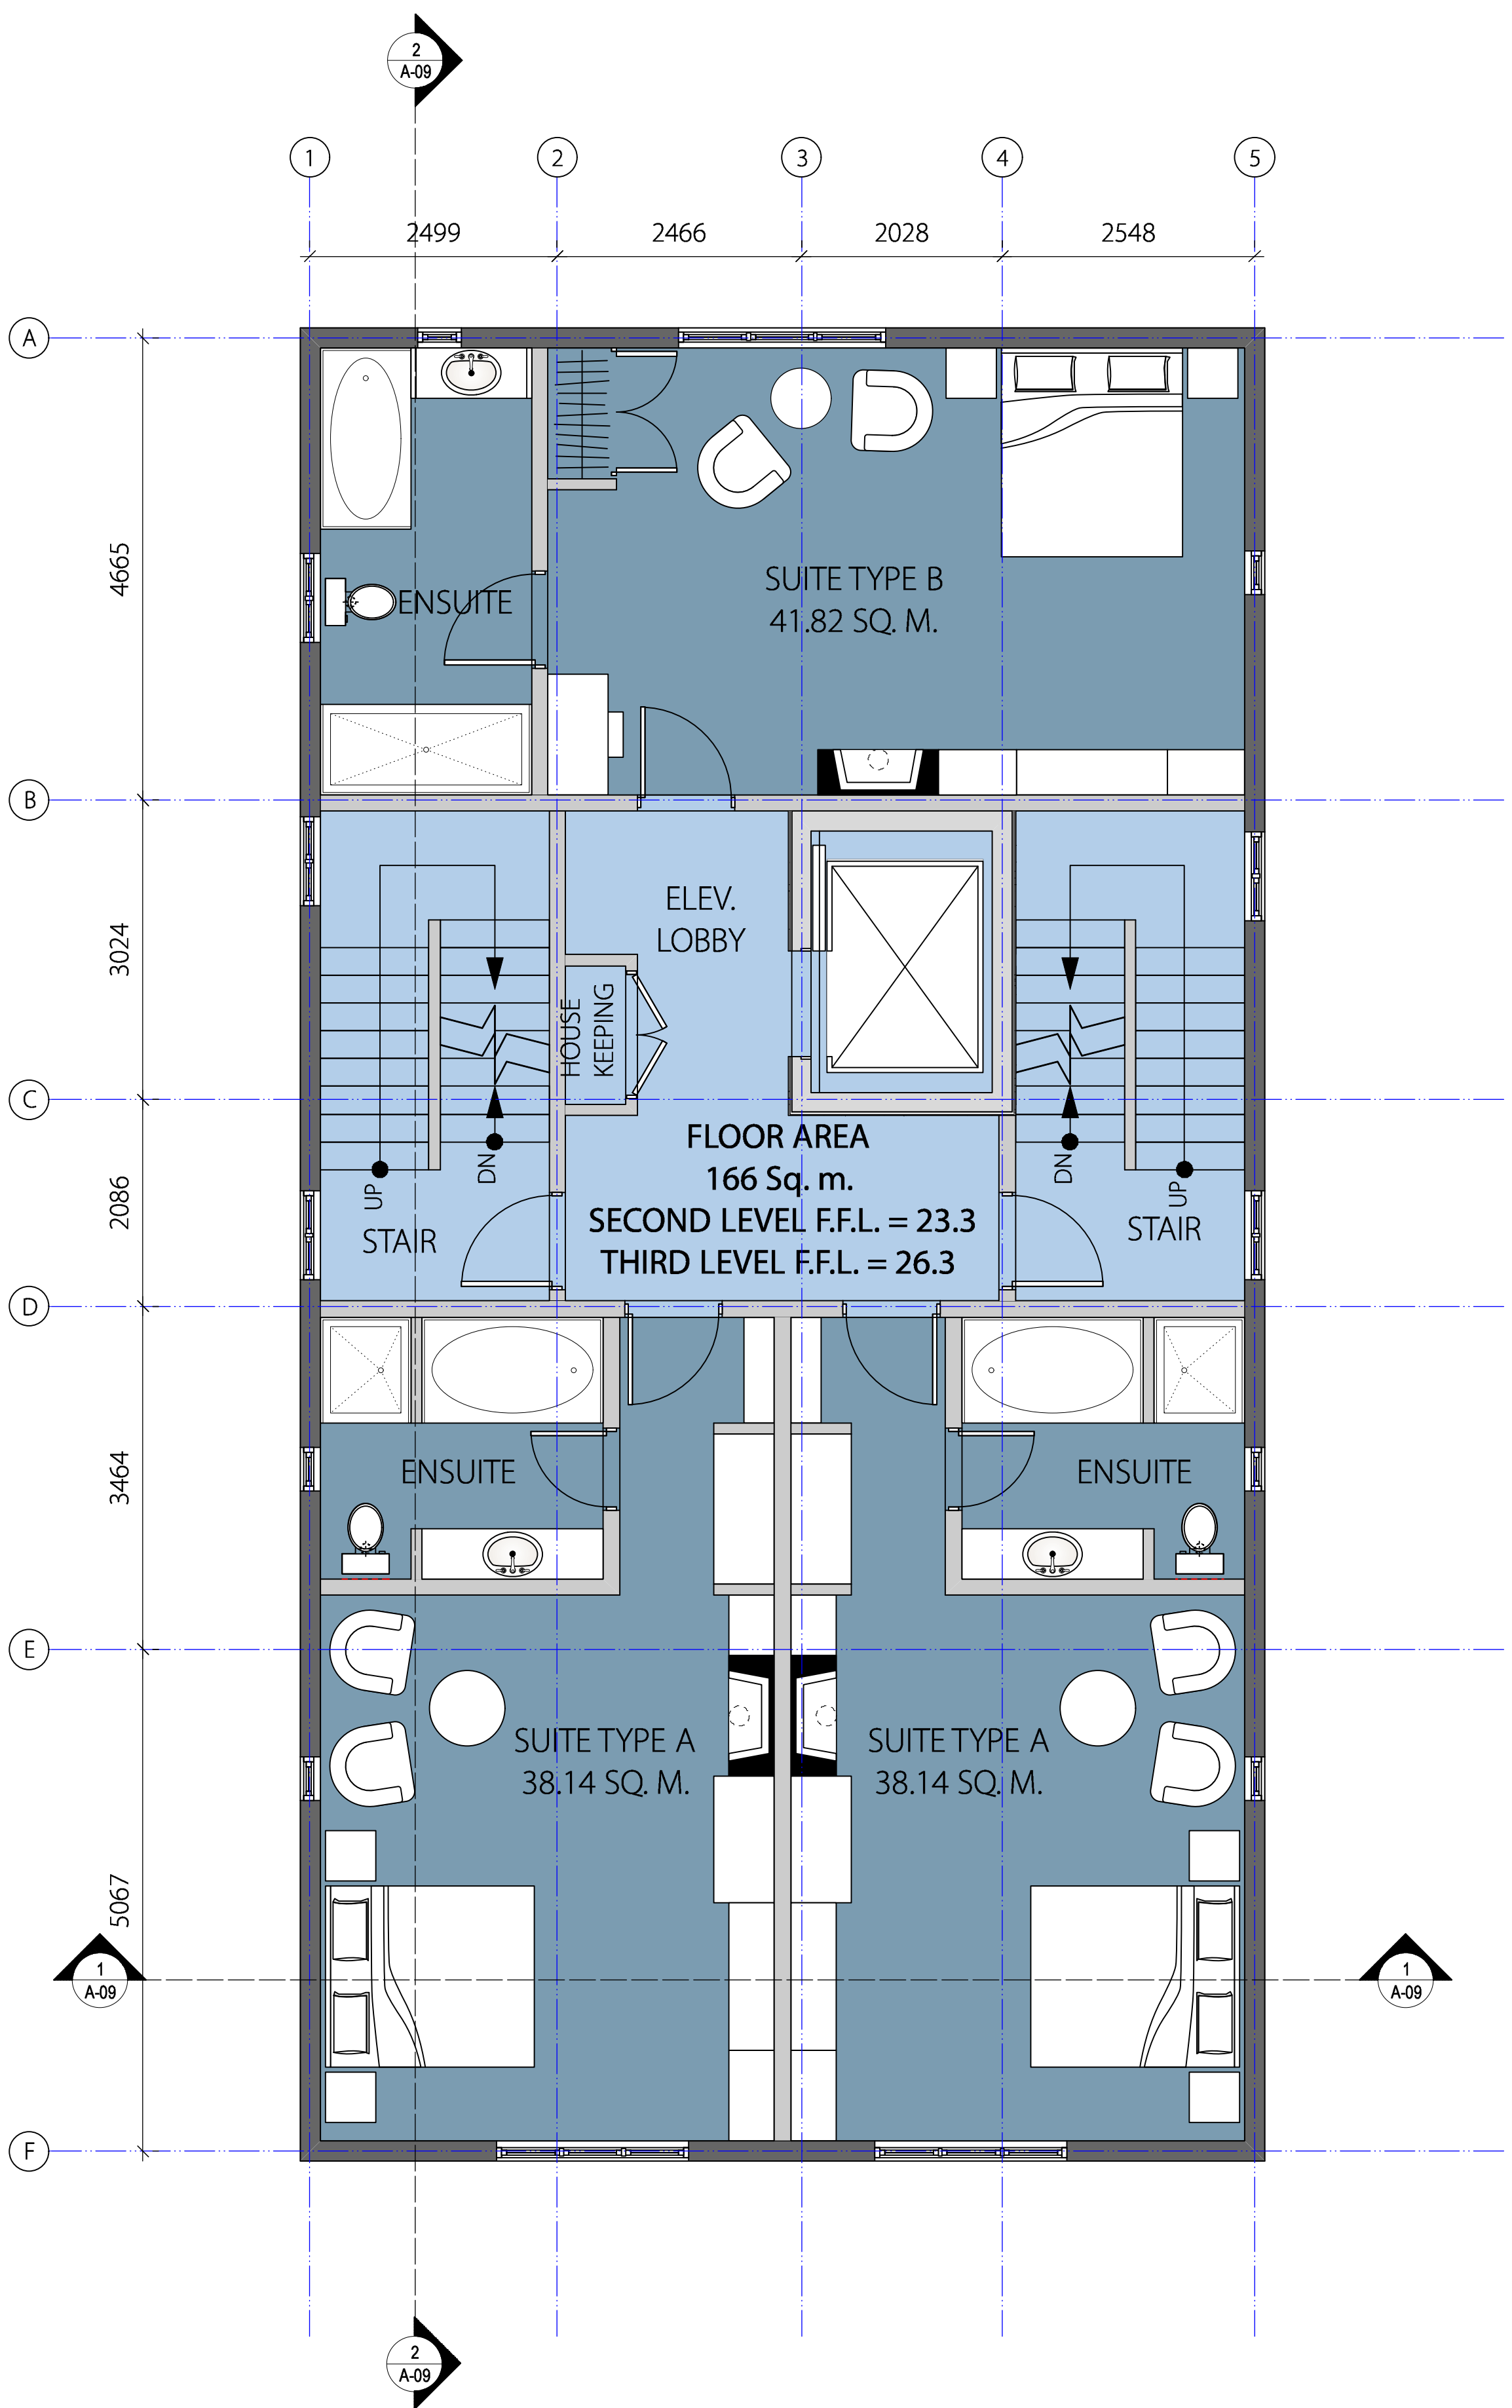 2
A-09
1
2
3
4
5
2499
2466
2028
2548
A
4665
ENSUITE
SUITE TYPE B
41.82 SQ. M.
B
3024
ELEV.
LOBBY
HOUSE
KEEPING
C
FLOOR AREA
166 Sq. m.
SECOND LEVEL F.F.L. = 23.3
THIRD LEVEL F.F.L. = 26.3
2086
UP
DN
STAIR
DN
UP
STAIR
D
3464
ENSUITE
ENSUITE
E
SUITE TYPE A
38.14 SQ. M.
SUITE TYPE A
38.14 SQ. M.
5067
1
A-09
1
A-09
F
2
A-09